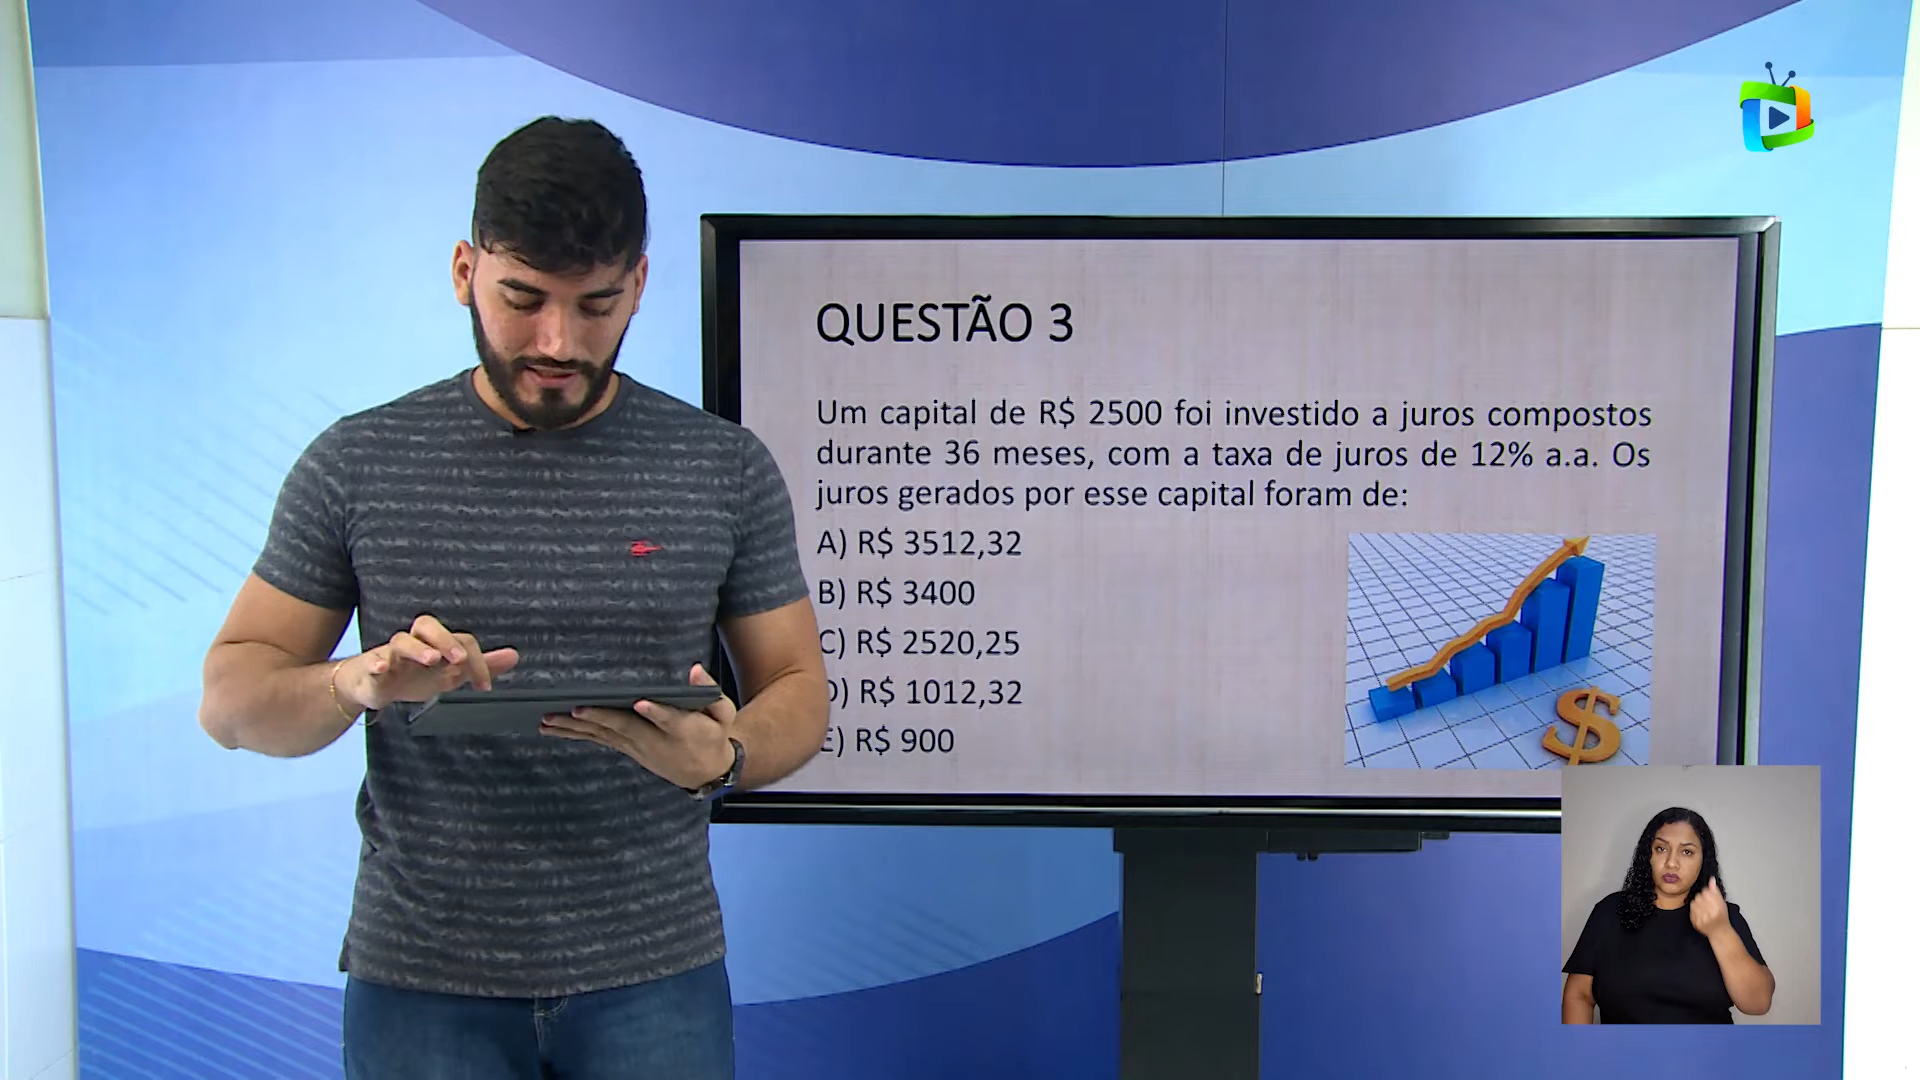 QUESTÃO 3
Um capital de R$ 2500 foi investido a juros compostos
durante 36 meses, com a taxa de juros de 12% a.a. Os
juros gerados por esse capital foram de:
A) R$ 3512,32
B) R$ 3400
C) R$ 2520,25
D) R$ 1012,32
E) R$ 900
$